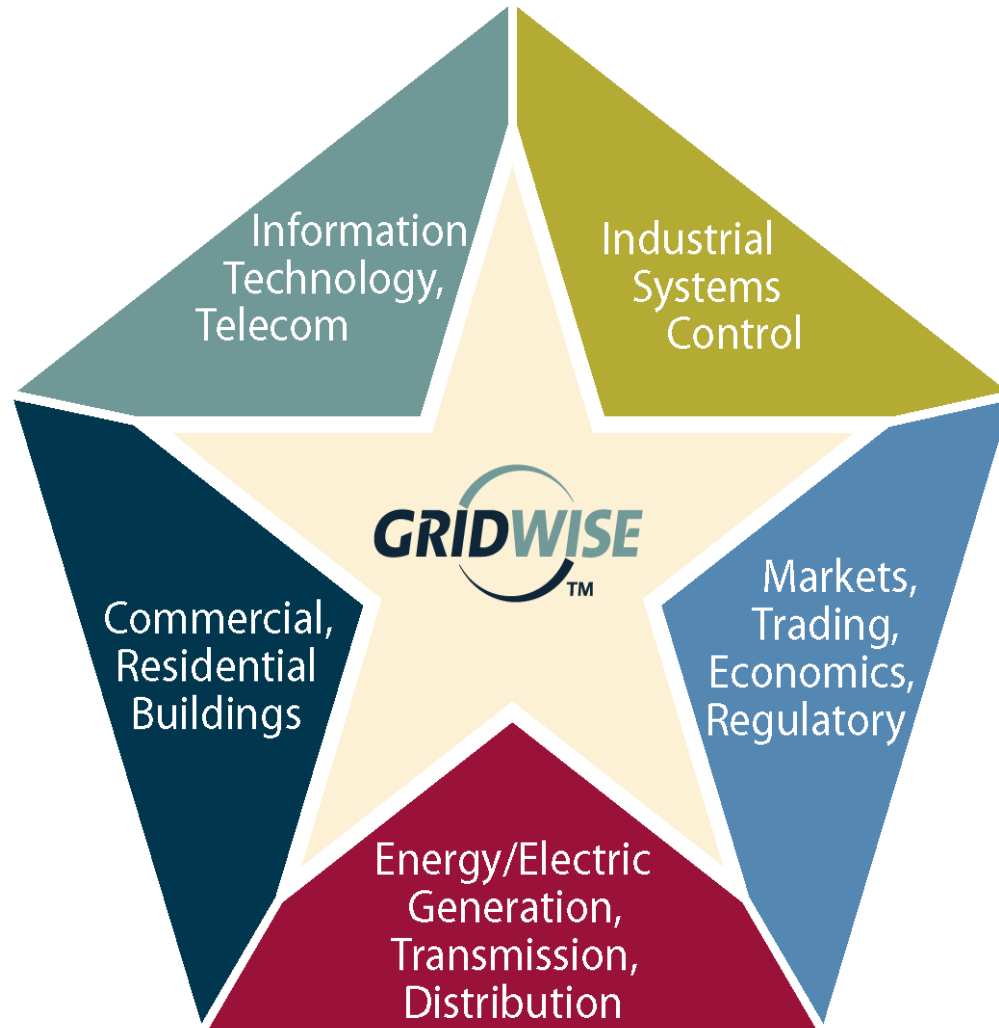 Information
Technology,
Telecom
Industrial
Systems
Control
GRIDWISE
TM
Commercial,
Residential
Buildings
Markets,
Trading,
Economics,
Regulatory
Energy/Electric
Generation,
Transmission,
Distribution